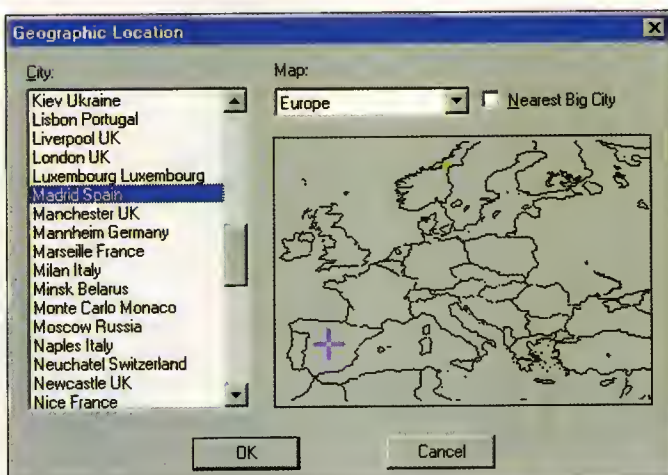 Geographic Location
City:
Kiev Ukraine
Lisbon Portugal
Liverpool UK
London UK
Luxembourg Luxembourg
Madrid Spain
Manchester UK
Mannheim Germany
Marseille France
Milan Italy
Minsk Belarus
Monte Carlo Monaco
Moscow Russia
Naples Italy
Neuchatel Switzerland
Newcastle UK
Nice France
Map:
Europe
Nearest Big City
OK
Cancel